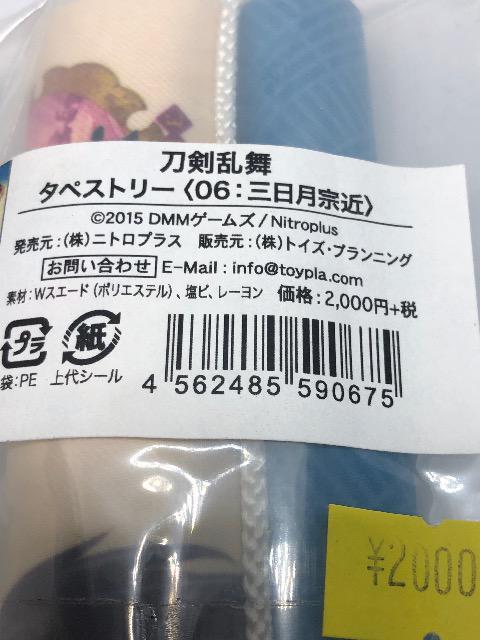 刀剣乱舞
タペストリー〈06：三日月宗近〉
©2015 DMMゲームズ/Nitroplus
発売元：(株)ニトロプラス 販売元：(株)トイズ・プランニング
お問い合わせ E-Mail：info@toypla.com
素材：Wスエード（ポリエステル）、塩ビ、レーヨン 価格：2,000円+税
プラ 紙
袋：PE 上代シール
4 562485 590675
¥2000